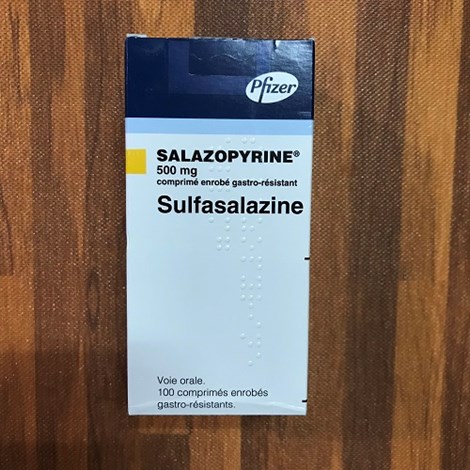 Pfizer
SALAZOPYRINE®
500 mg
comprimé enrobé gastro-résistant
Sulfasalazine
Voie orale.
100 comprimés enrobés
gastro-résistants.